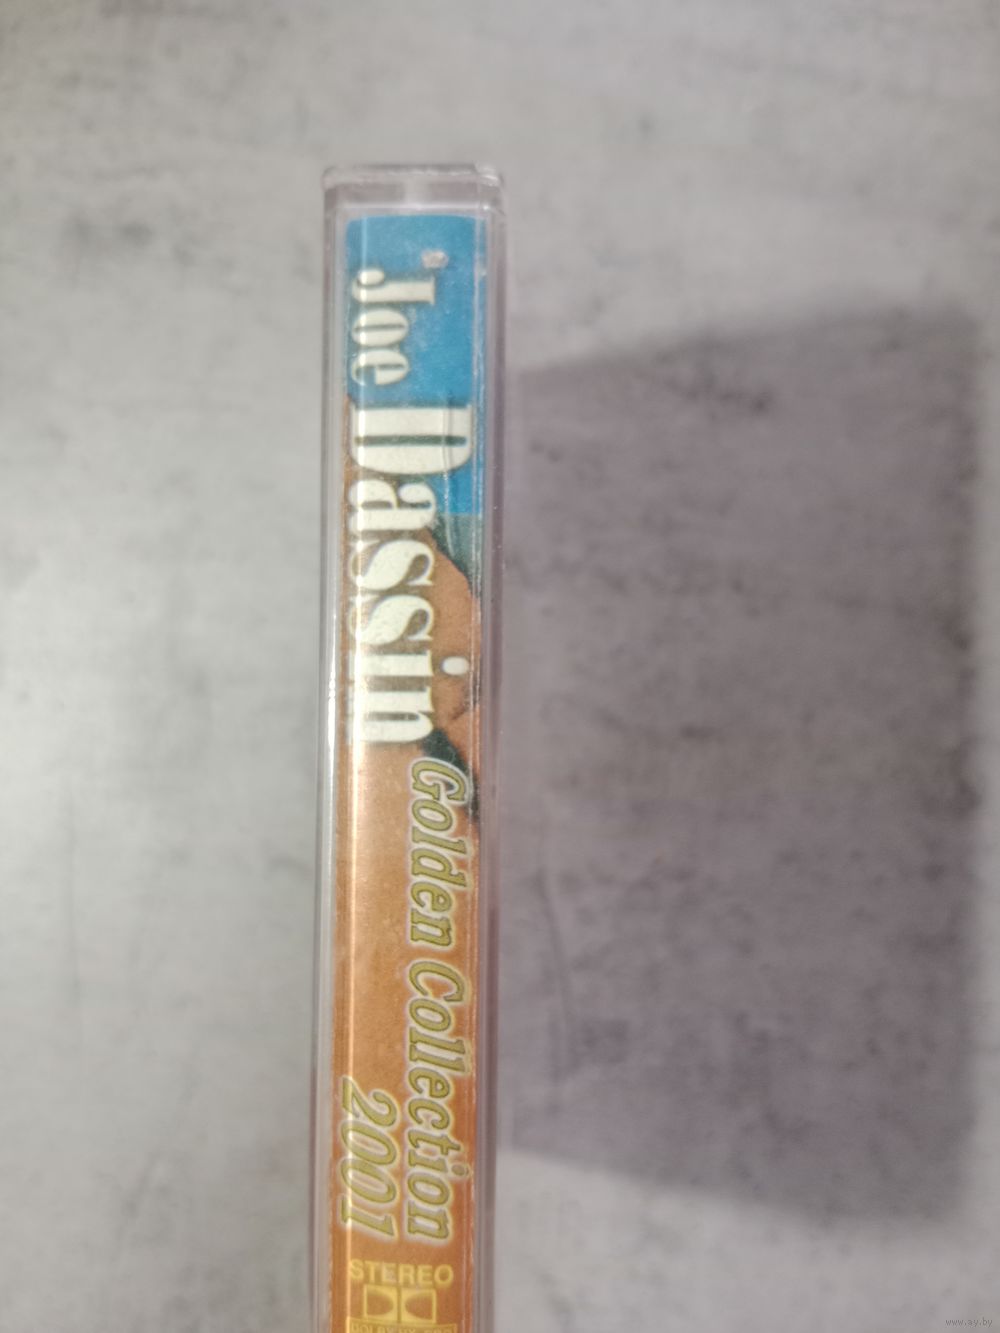 Joe Dassin
Golden Collection
2001
STEREO
www.ay.by